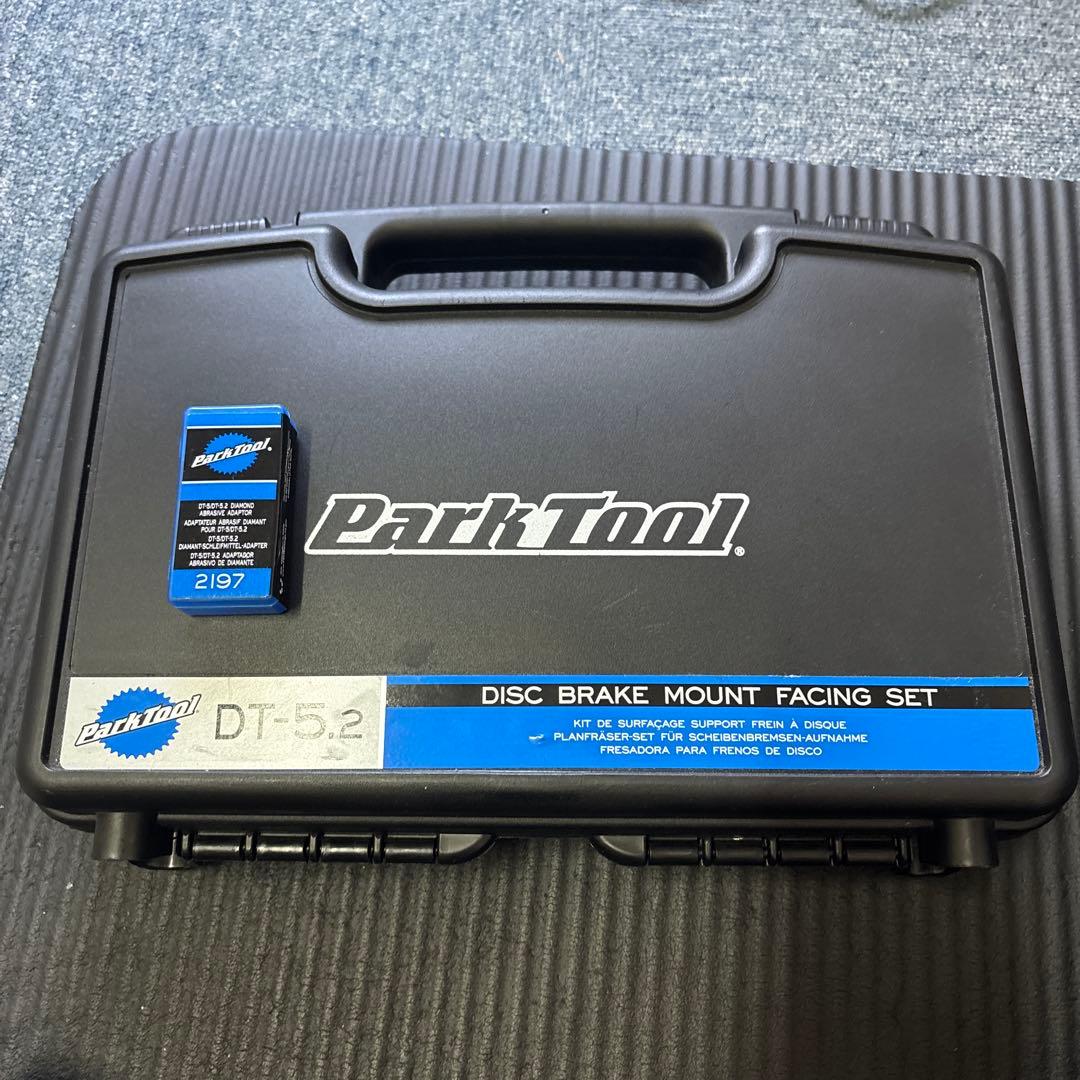 ParkTool®
DT-5/DT-5.2 DIAMOND
ABRASIVE ADAPTOR
ADAPTATEUR ABRASIF DIAMANT
POUR DT-5/DT-5.2
DT-5/DT-5.2
DIAMANT-SCHLEIFMITTEL-ADAPTER
DT-5/DT-5.2 ADAPTADOR
ABRASIVO DE DIAMANTE
2197
ParkTool®
ParkTool
DT-5.2
DISC BRAKE MOUNT FACING SET
KIT DE SURFAÇAGE SUPPORT FREIN À DISQUE
PLANFRÄSER-SET FÜR SCHEIBENBREMSEN-AUFNAHME
FRESADORA PARA FRENOS DE DISCO